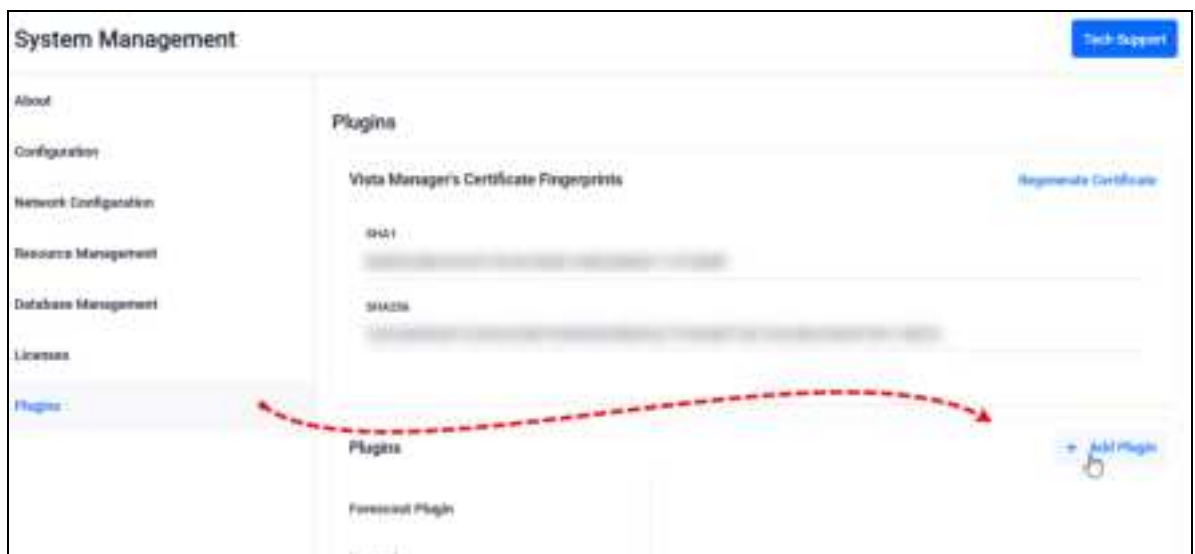 System Management
Tech Support
About
Configuration
Network Configuration
Resource Management
Database Management
Licenses
Plugins
Plugins
Vista Manager's Certificate Fingerprints
Regenerate Certificate
SHA1
SHA256
Plugins
+ Add Plugin
Forescout Plugin